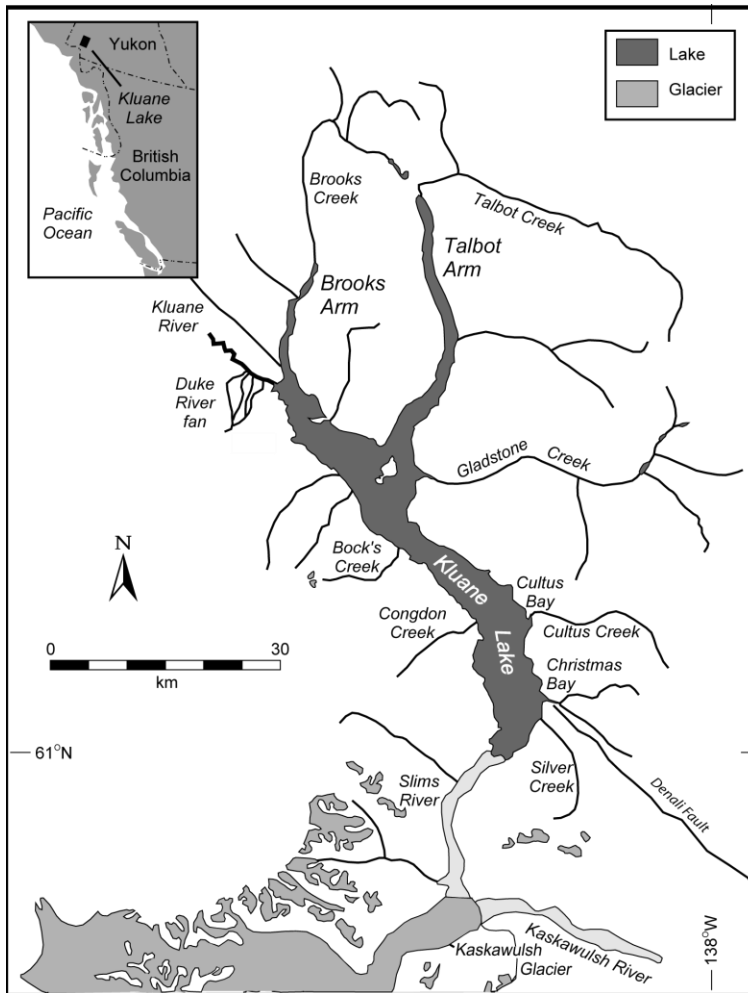 Yukon
Kluane
Lake
British
Columbia
Pacific
Ocean
Lake
Glacier
Brooks
Creek
Talbot Creek
Talbot
Arm
Brooks
Arm
Kluane
River
Duke
River
fan
Gladstone
Creek
Bock's
Creek
N
Kluane
Lake
Cultus
Bay
Congdon
Creek
Cultus Creek
0 30
km
Christmas
Bay
61°N
Slims
River
Silver
Creek
Denali Fault
Kaskawulsh
Glacier
Kaskawulsh River
138°W